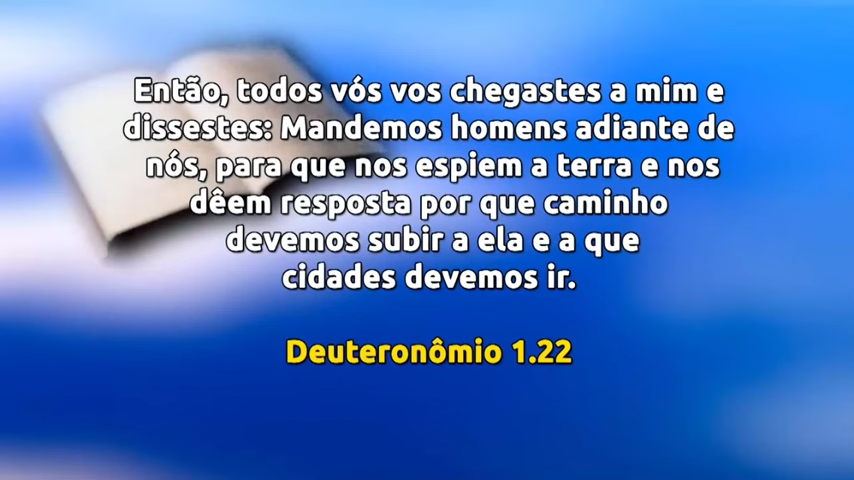 Então, todos vós vos chegastes a mim e
dissestes: Mandemos homens adiante de
nós, para que nos espiem a terra e nos
dêem resposta por que caminho
devemos subir a ela e a que
cidades devemos ir.
Deuteronômio 1.22